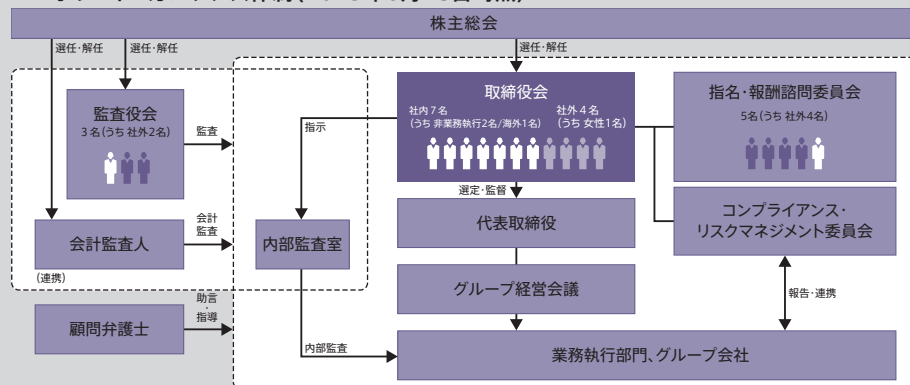 株主総会
選任・解任
選任・解任
選任・解任
監査役会
3名(うち 社外2名)
監査
指示
取締役会
社内7名
(うち 非業務執行2名/海外1名)
社外4名
(うち 女性1名)
指名・報酬諮問委員会
5名(うち 社外4名)
選定・監督
会計監査人
会計
監査
(連携)
内部監査室
代表取締役
コンプライアンス・
リスクマネジメント委員会
グループ経営会議
報告・連携
顧問弁護士
助言
・
指導
内部監査
業務執行部門、グループ会社